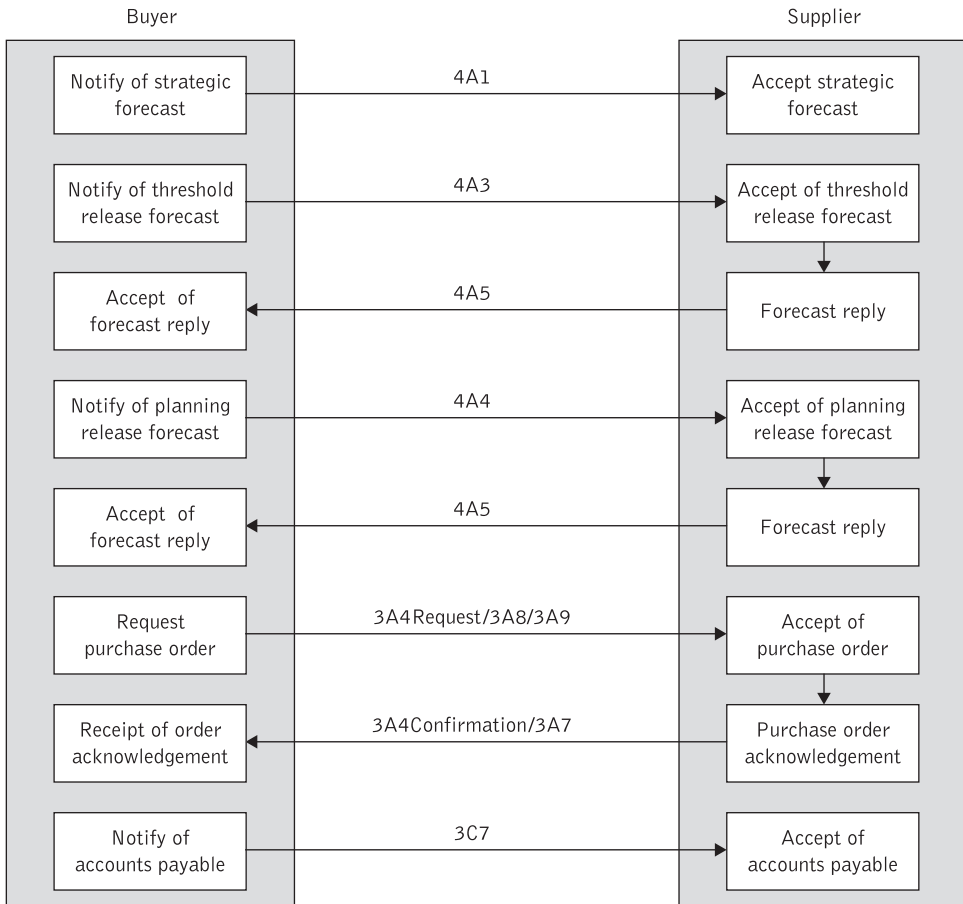 Buyer
Supplier
Notify of strategic
forecast
4A1
Accept strategic
forecast
Notify of threshold
release forecast
4A3
Accept of threshold
release forecast
Accept of
forecast reply
4A5
Forecast reply
Notify of planning
release forecast
4A4
Accept of planning
release forecast
Accept of
forecast reply
4A5
Forecast reply
Request
purchase order
3A4Request/3A8/3A9
Accept of
purchase order
Receipt of order
acknowledgement
3A4Confirmation/3A7
Purchase order
acknowledgement
Notify of
accounts payable
3C7
Accept of
accounts payable